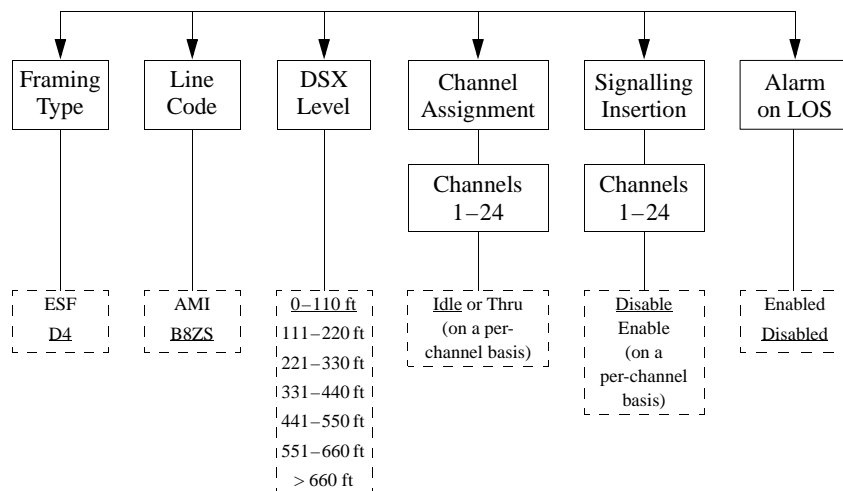 Framing
Type
Line
Code
DSX
Level
Channel
Assignment
Signalling
Insertion
Alarm
on LOS
Channels
1–24
Channels
1–24
ESF
D4
AMI
B8ZS
0–110 ft
111–220 ft
221–330 ft
331–440 ft
441–550 ft
551–660 ft
> 660 ft
Idle or Thru
(on a per-
channel basis)
Disable
Enable
(on a
per-channel
basis)
Enabled
Disabled